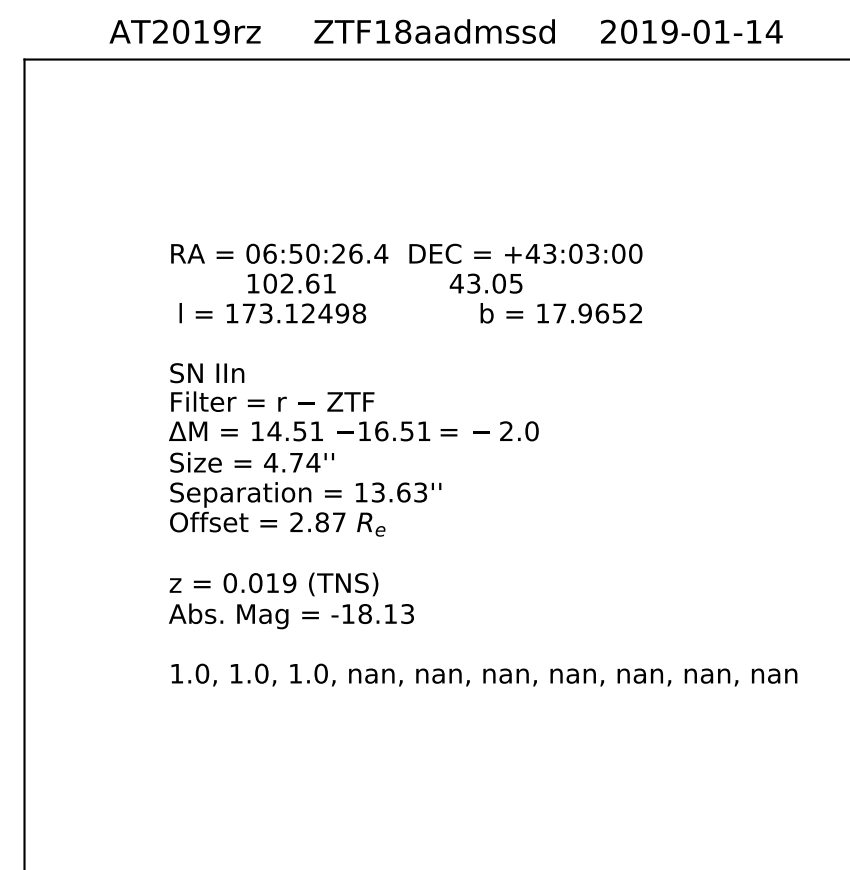 AT2019rz ZTF18aadmssd 2019-01-14
RA = 06:50:26.4 DEC = +43:03:00
102.61 43.05
l = 173.12498 b = 17.9652
SN IIn
Filter = r − ZTF
ΔM = 14.51 −16.51 = − 2.0
Size = 4.74''
Separation = 13.63''
Offset = 2.87 Rₑ
z = 0.019 (TNS)
Abs. Mag = -18.13
1.0, 1.0, 1.0, nan, nan, nan, nan, nan, nan, nan